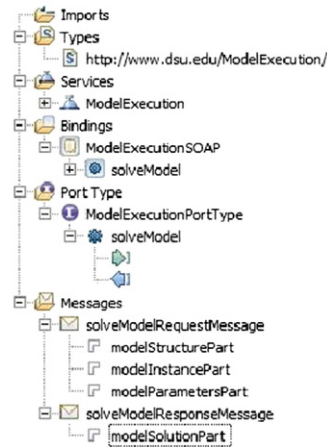 Imports
Types
http://www.dsu.edu/ModelExecution/
Services
ModelExecution
Bindings
ModelExecutionSOAP
solveModel
Port Type
ModelExecutionPortType
solveModel
Messages
solveModelRequestMessage
modelStructurePart
modelInstancePart
modelParametersPart
solveModelResponseMessage
modelSolutionPart